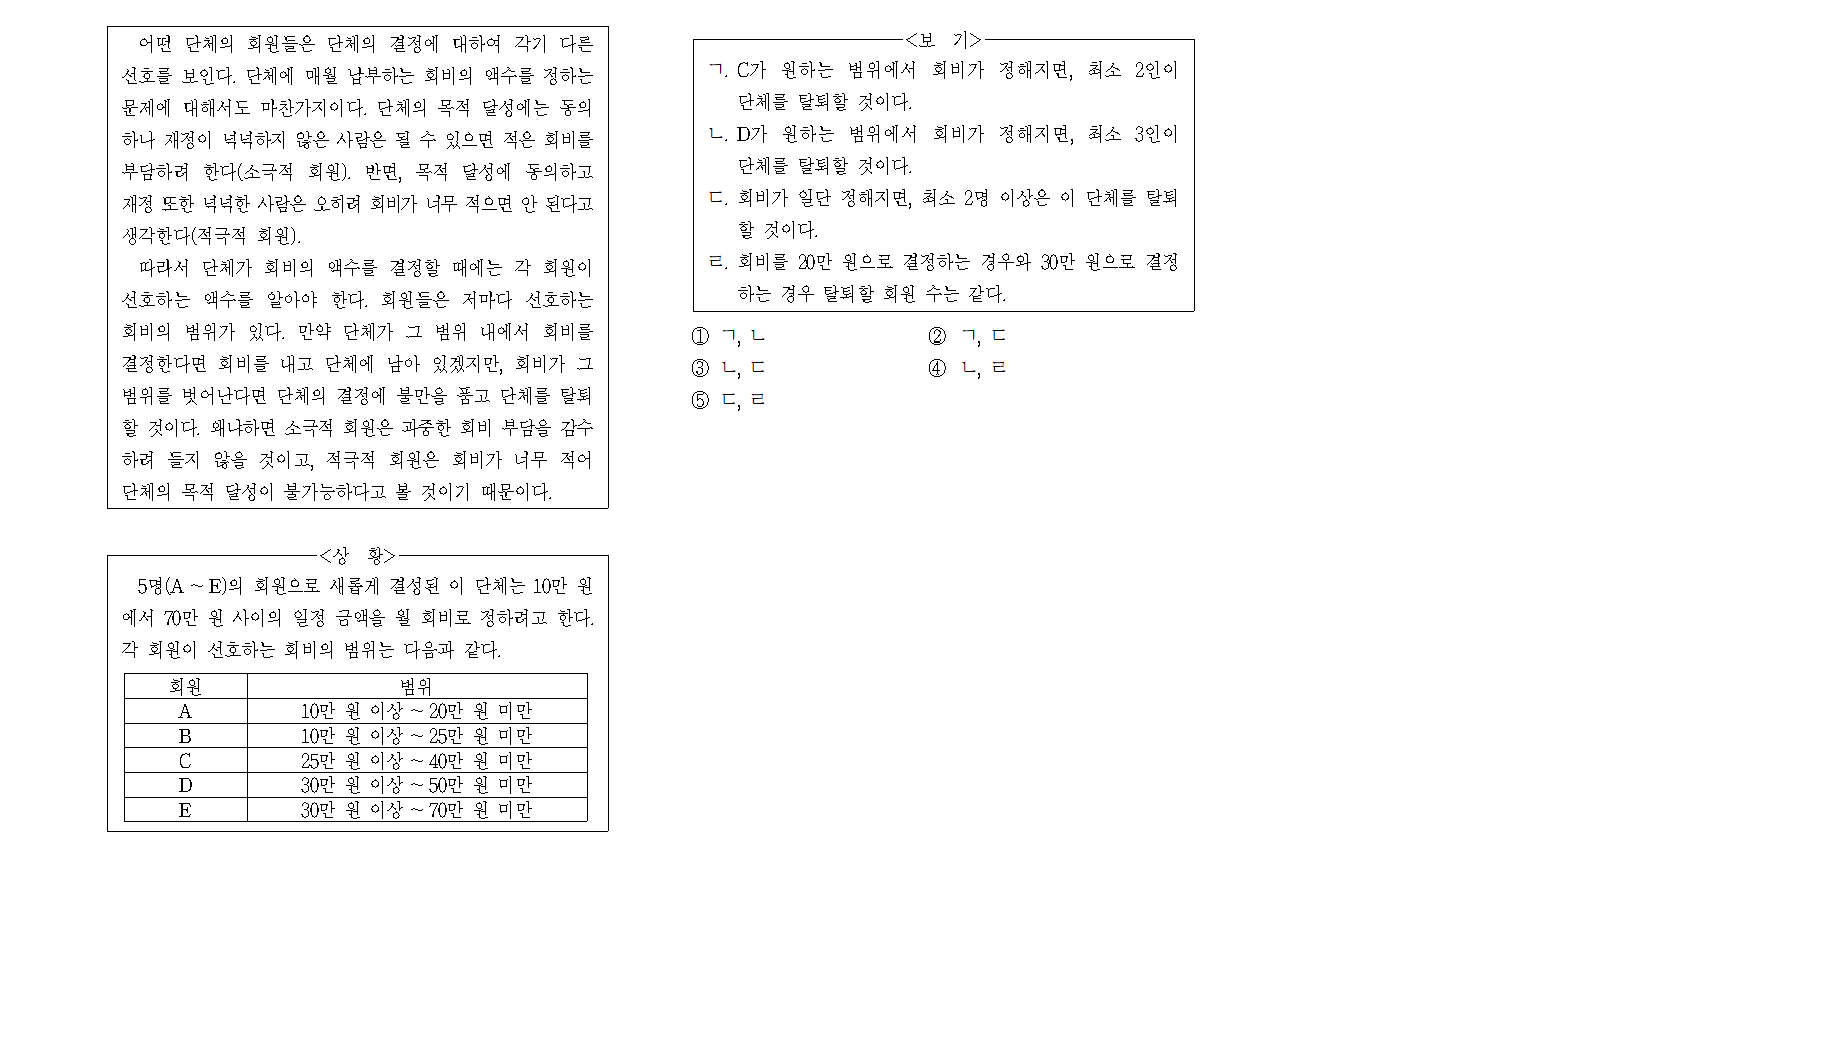 어떤 단체의 회원들은 단체의 결정에 대하여 각기 다른
선호를 보인다. 단체에 매월 납부하는 회비의 액수를 정하는
문제에 대해서도 마찬가지이다. 단체의 목적 달성에는 동의
하나 재정이 넉넉하지 않은 사람은 될 수 있으면 적은 회비를
부담하려 한다(소극적 회원). 반면, 목적 달성에 동의하고
재정 또한 넉넉한 사람은 오히려 회비가 너무 적으면 안 된다고
생각한다(적극적 회원).
따라서 단체가 회비의 액수를 결정할 때에는 각 회원이
선호하는 액수를 알아야 한다. 회원들은 저마다 선호하는
회비의 범위가 있다. 만약 단체가 그 범위 내에서 회비를
결정한다면 회비를 내고 단체에 남아 있겠지만, 회비가 그
범위를 벗어난다면 단체의 결정에 불만을 품고 단체를 탈퇴
할 것이다. 왜냐하면 소극적 회원은 과중한 회비 부담을 감수
하려 들지 않을 것이고, 적극적 회원은 회비가 너무 적어
단체의 목적 달성이 불가능하다고 볼 것이기 때문이다.
<상 황>
5명(A ~ E)의 회원으로 새롭게 결성된 이 단체는 10만 원
에서 70만 원 사이의 일정 금액을 월 회비로 정하려고 한다.
각 회원이 선호하는 회비의 범위는 다음과 같다.
회원 범위
A 10만 원 이상 ~ 20만 원 미만
B 10만 원 이상 ~ 25만 원 미만
C 25만 원 이상 ~ 40만 원 미만
D 30만 원 이상 ~ 50만 원 미만
E 30만 원 이상 ~ 70만 원 미만
<보 기>
ㄱ. C가 원하는 범위에서 회비가 정해지면, 최소 2인이
단체를 탈퇴할 것이다.
ㄴ. D가 원하는 범위에서 회비가 정해지면, 최소 3인이
단체를 탈퇴할 것이다.
ㄷ. 회비가 일단 정해지면, 최소 2명 이상은 이 단체를 탈퇴
할 것이다.
ㄹ. 회비를 20만 원으로 결정하는 경우와 30만 원으로 결정
하는 경우 탈퇴할 회원 수는 같다.
① ㄱ, ㄴ ② ㄱ, ㄷ
③ ㄴ, ㄷ ④ ㄴ, ㄹ
⑤ ㄷ, ㄹ